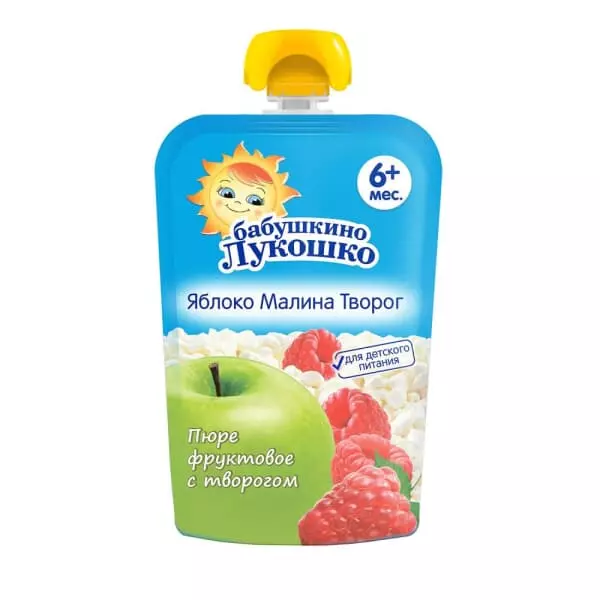 6+
мес.
бабушкино
Лукошко
Яблоко Малина Творог
для детского
питания
Пюре
фруктовое
с творогом